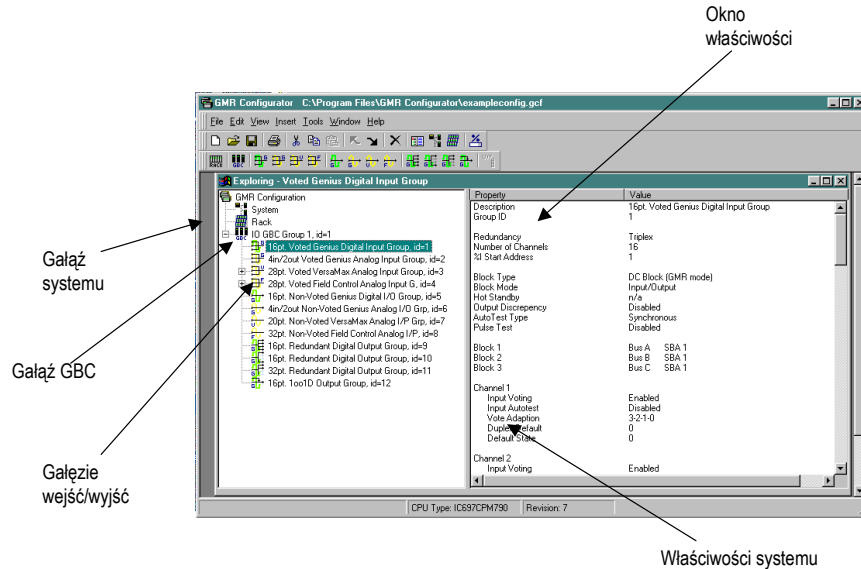 Okno
właściwości
GMR Configurator C:\Program Files\GMR Configurator\exampleconfig.gcf
File Edit View Insert Tools Window Help
RACK GBC
Exploring - Voted Genius Digital Input Group
GMR Configuration
System
Rack
IO GBC Group 1, id=1
16pt. Voted Genius Digital Input Group, id=1
4in/2out Voted Genius Analog Input Group, id=2
28pt. Voted VersaMax Analog Input Group, id=3
28pt. Voted Field Control Analog Input G, id=4
16pt. Non-Voted Genius Digital I/O Group, id=5
4in/2out Non-Voted Genius Analog I/O Grp, id=6
20pt. Non-Voted VersaMax Analog I/P Grp, id=7
32pt. Non-Voted Field Control Analog I/P, id=8
16pt. Redundant Digital Output Group, id=9
16pt. Redundant Digital Output Group, id=10
32pt. Redundant Digital Output Group, id=11
16pt. 1oo1D Output Group, id=12
Property Value
Description 16pt. Voted Genius Digital Input Group
Group ID 1
Redundancy Triplex
Number of Channels 16
%I Start Address 1
Block Type DC Block (GMR mode)
Block Mode Input/Output
Hot Standby n/a
Output Discrepency Disabled
AutoTest Type Synchronous
Pulse Test Disabled
Block 1 Bus A SBA 1
Block 2 Bus B SBA 1
Block 3 Bus C SBA 1
Channel 1
Input Voting Enabled
Input Autotest Disabled
Vote Adaption 3-2-1-0
Duplex Default 0
Default State 0
Channel 2
Input Voting Enabled
CPU Type: IC697CPM790 Revision: 7
Gałąź
systemu
Gałąź GBC
Gałęzie
wejść/wyjść
Właściwości systemu